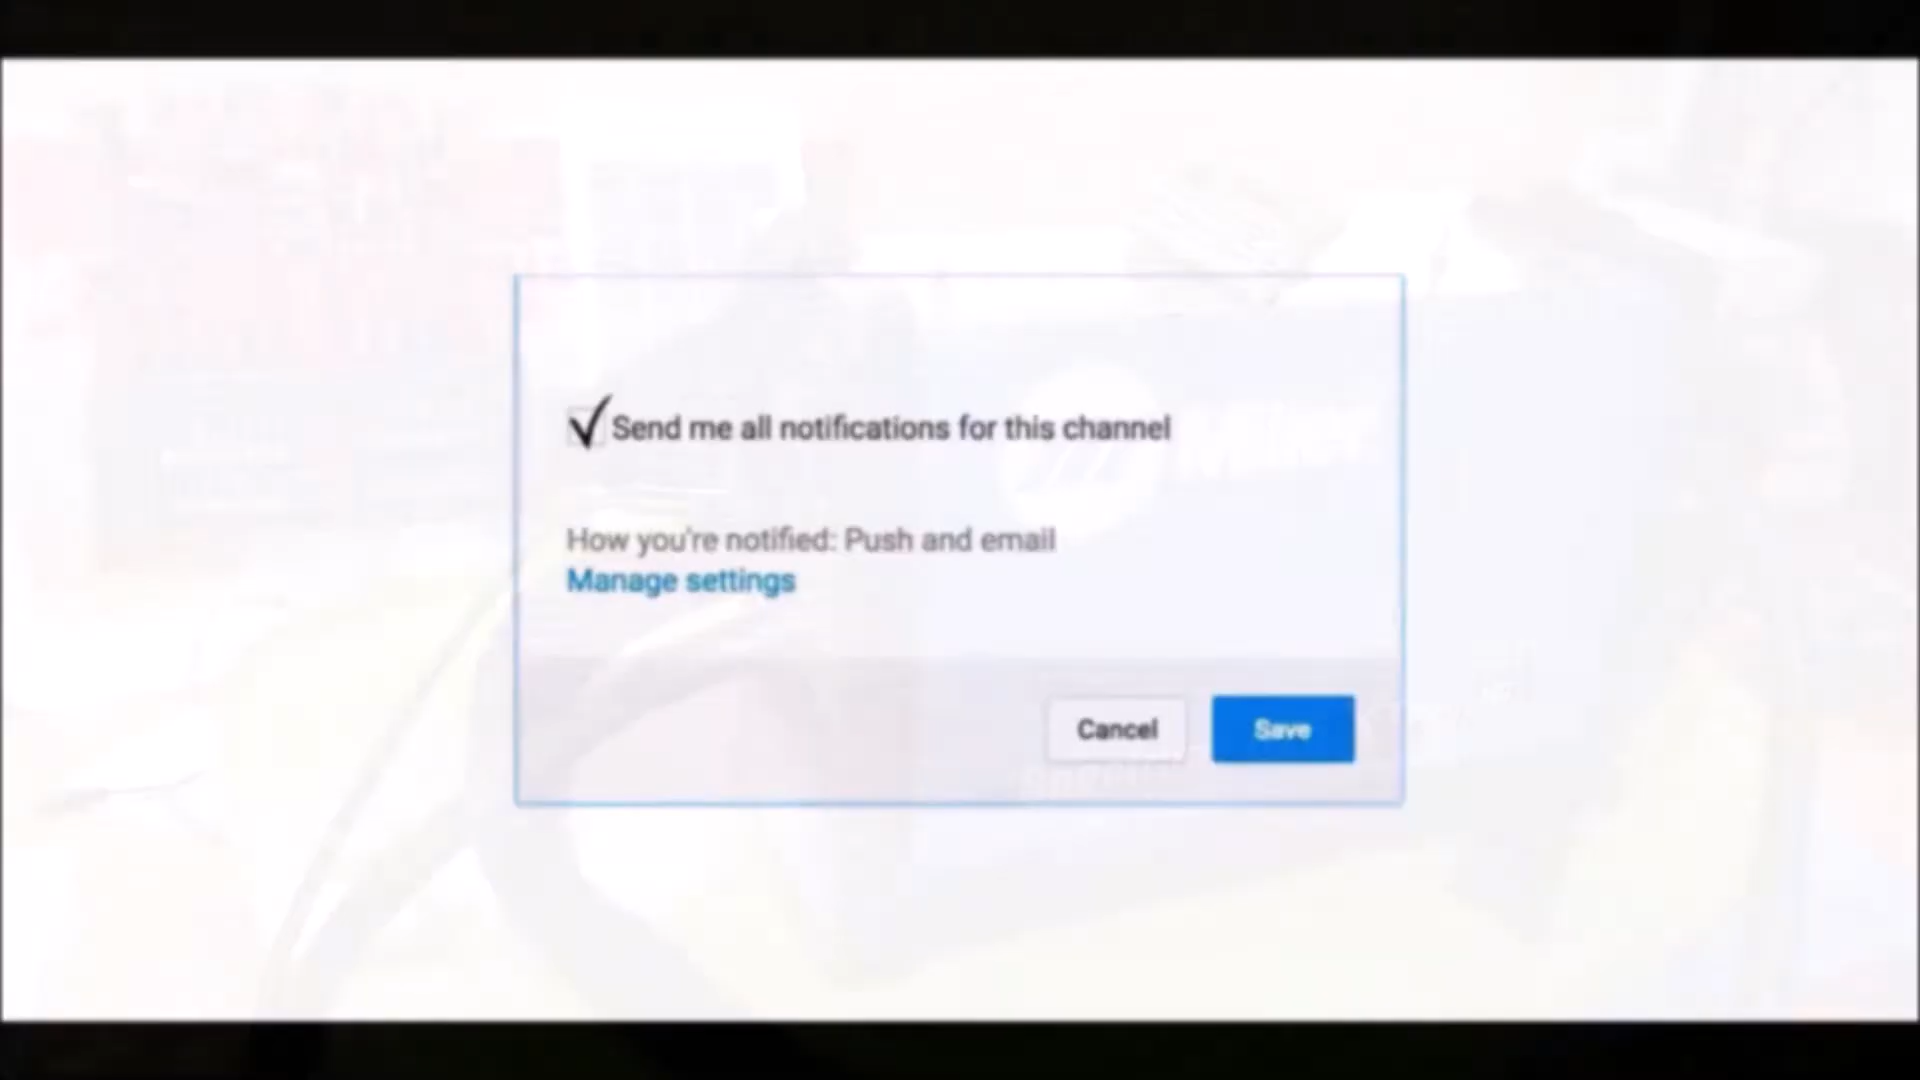 Send me all notifications for this channel
How you're notified: Push and email
Manage settings
Cancel
Save